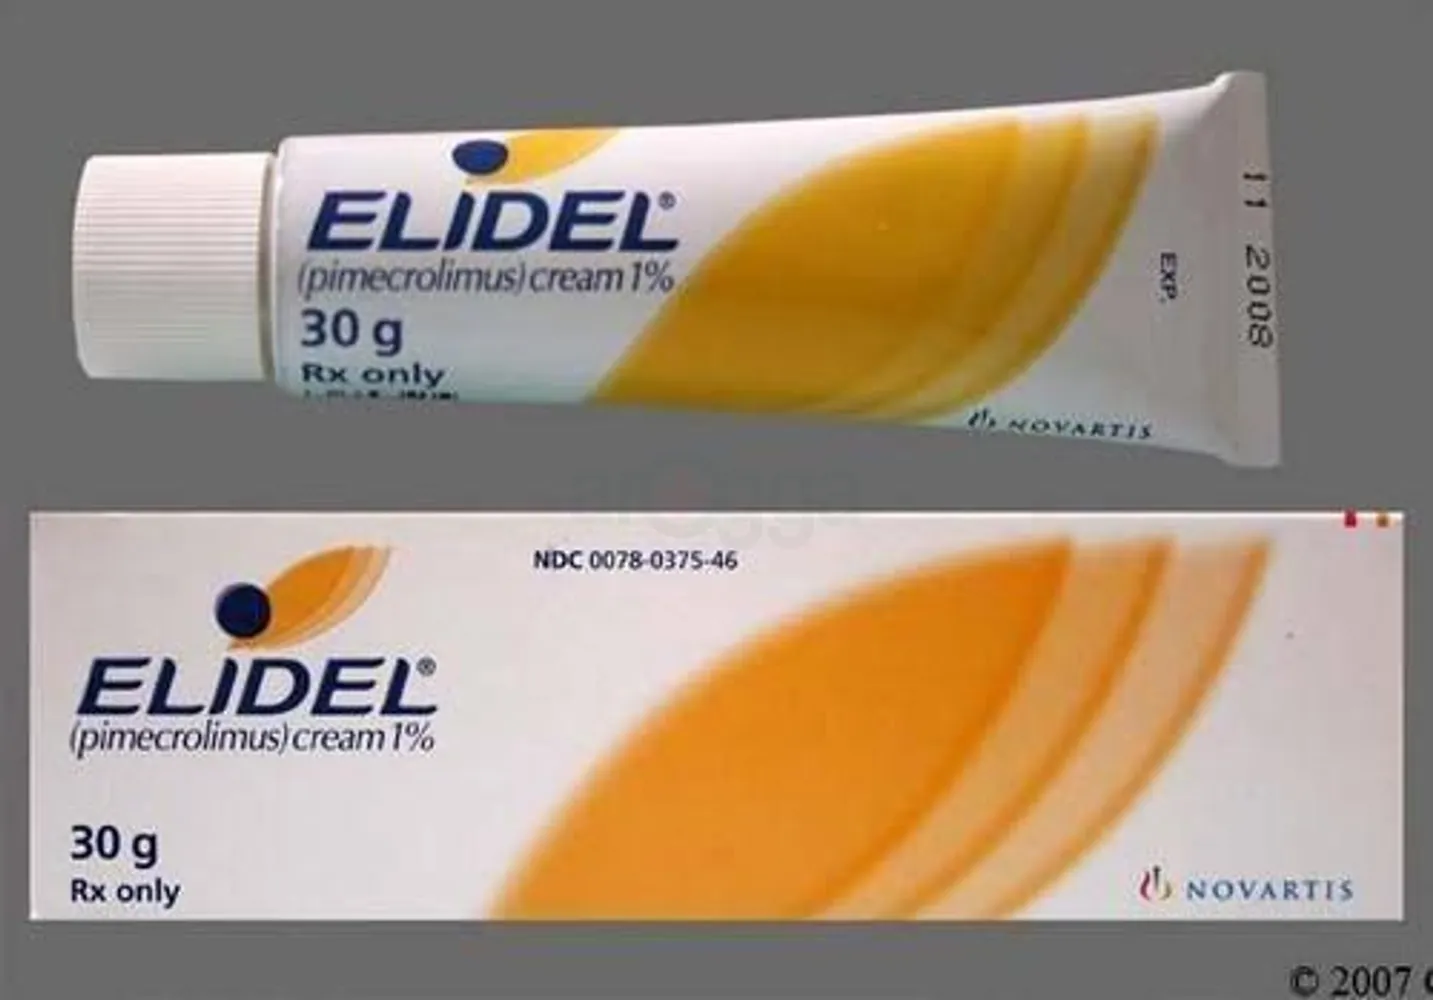 ELIDEL®
(pimecrolimus) cream 1%
30 g
Rx only
EXP.
11 2008
NOVARTIS
arogga
NDC 0078-0375-46
ELIDEL®
(pimecrolimus) cream 1%
30 g
Rx only
NOVARTIS
© 2007